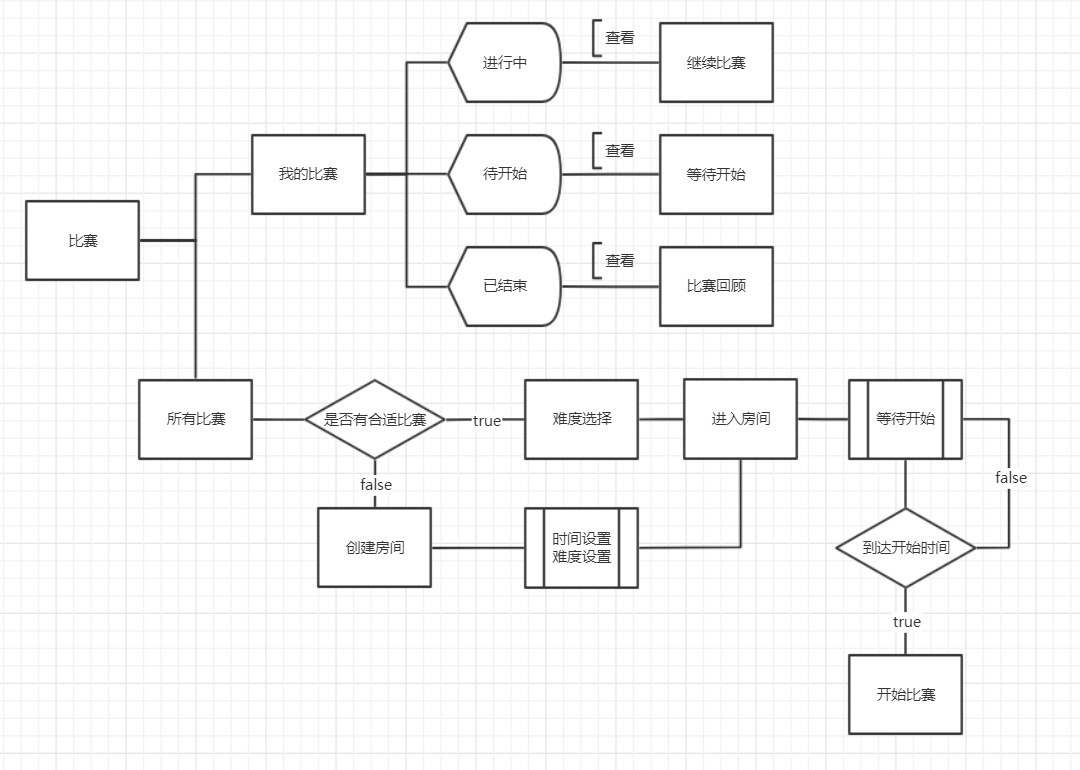 进行中
查看
继续比赛
我的比赛
待开始
查看
等待开始
比赛
已结束
查看
比赛回顾
所有比赛
是否有合适比赛
true
难度选择
进入房间
等待开始
false
false
创建房间
时间设置
难度设置
到达开始时间
true
开始比赛